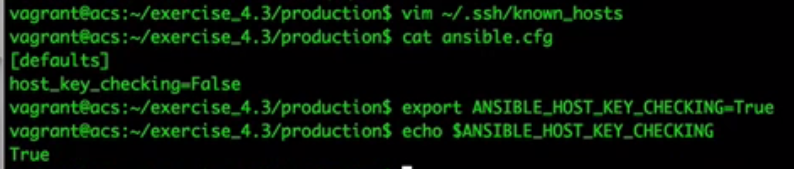 vagrant@acs:~/exercise_4.3/production$ vim ~/.ssh/known_hosts
vagrant@acs:~/exercise_4.3/production$ cat ansible.cfg
[defaults]
host_key_checking=False
vagrant@acs:~/exercise_4.3/production$ export ANSIBLE_HOST_KEY_CHECKING=True
vagrant@acs:~/exercise_4.3/production$ echo $ANSIBLE_HOST_KEY_CHECKING
True